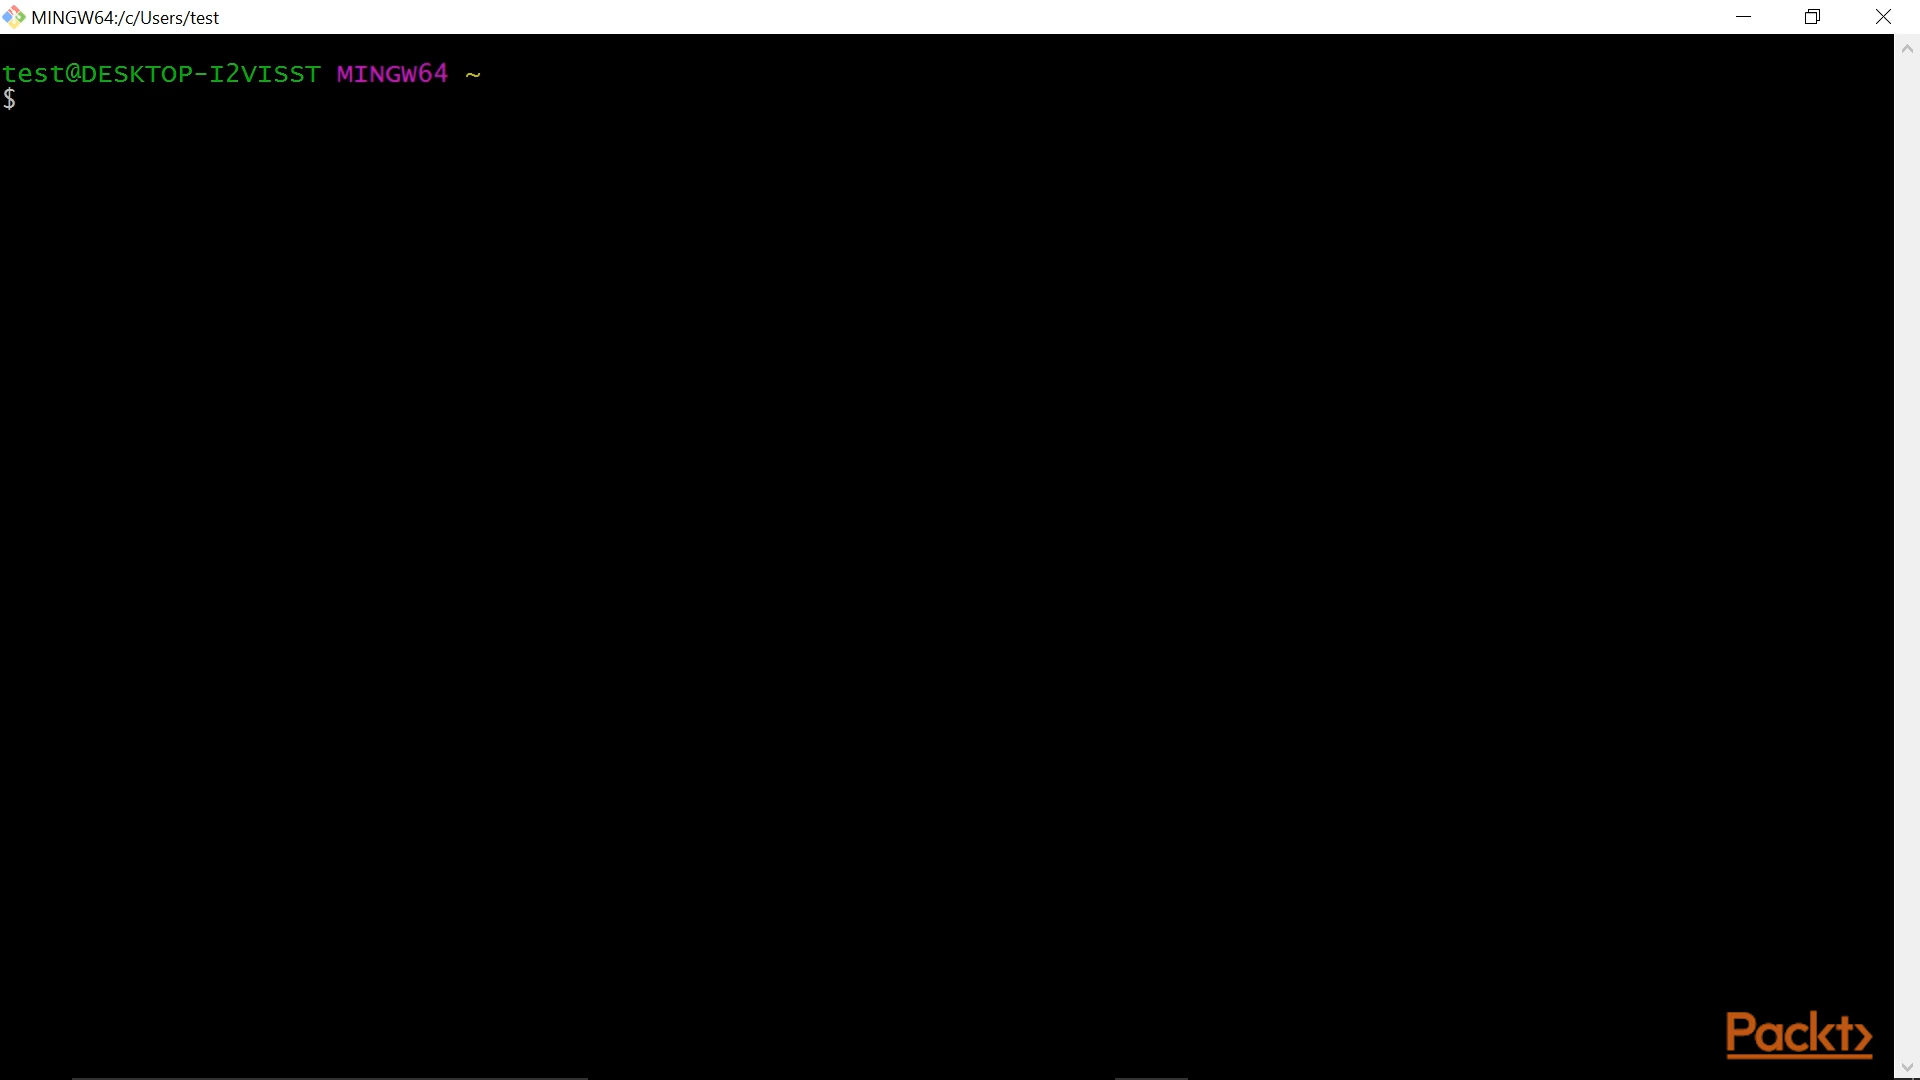 MINGW64:/c/Users/test
test@DESKTOP-I2VISST MINGW64 ~
$
Packt>